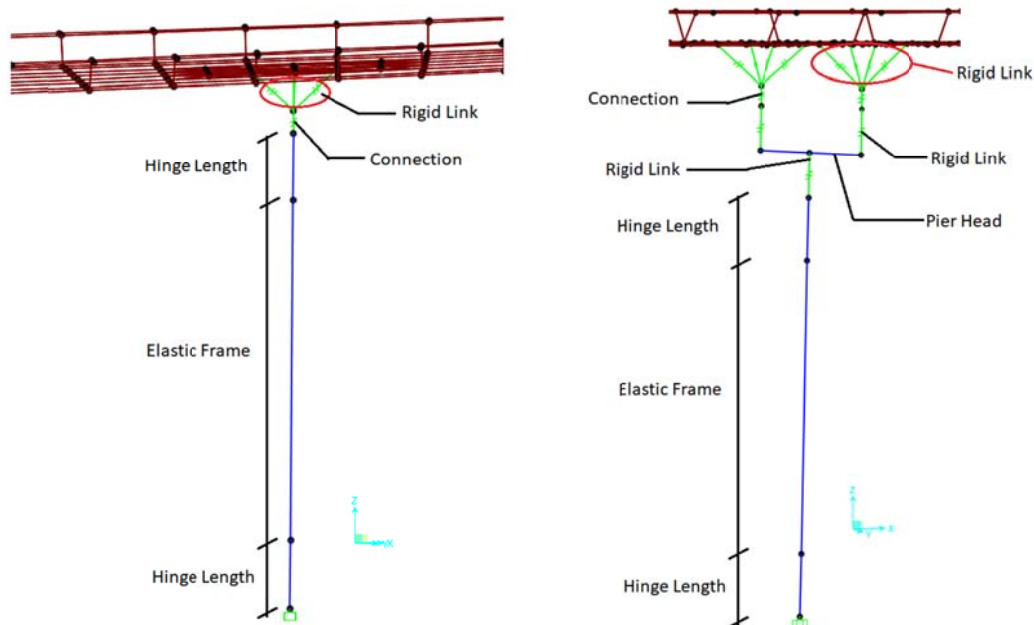 Rigid Link
Connection
Hinge Length
Elastic Frame
Hinge Length
Z
X
Rigid Link
Connection
Rigid Link
Rigid Link
Pier Head
Hinge Length
Elastic Frame
Hinge Length
Z
Y
X